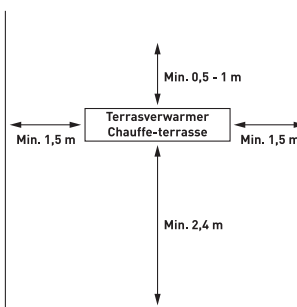 Min. 0,5 - 1 m
Terrasverwarmer
Chauffe-terrasse
Min. 1,5 m
Min. 1,5 m
Min. 2,4 m